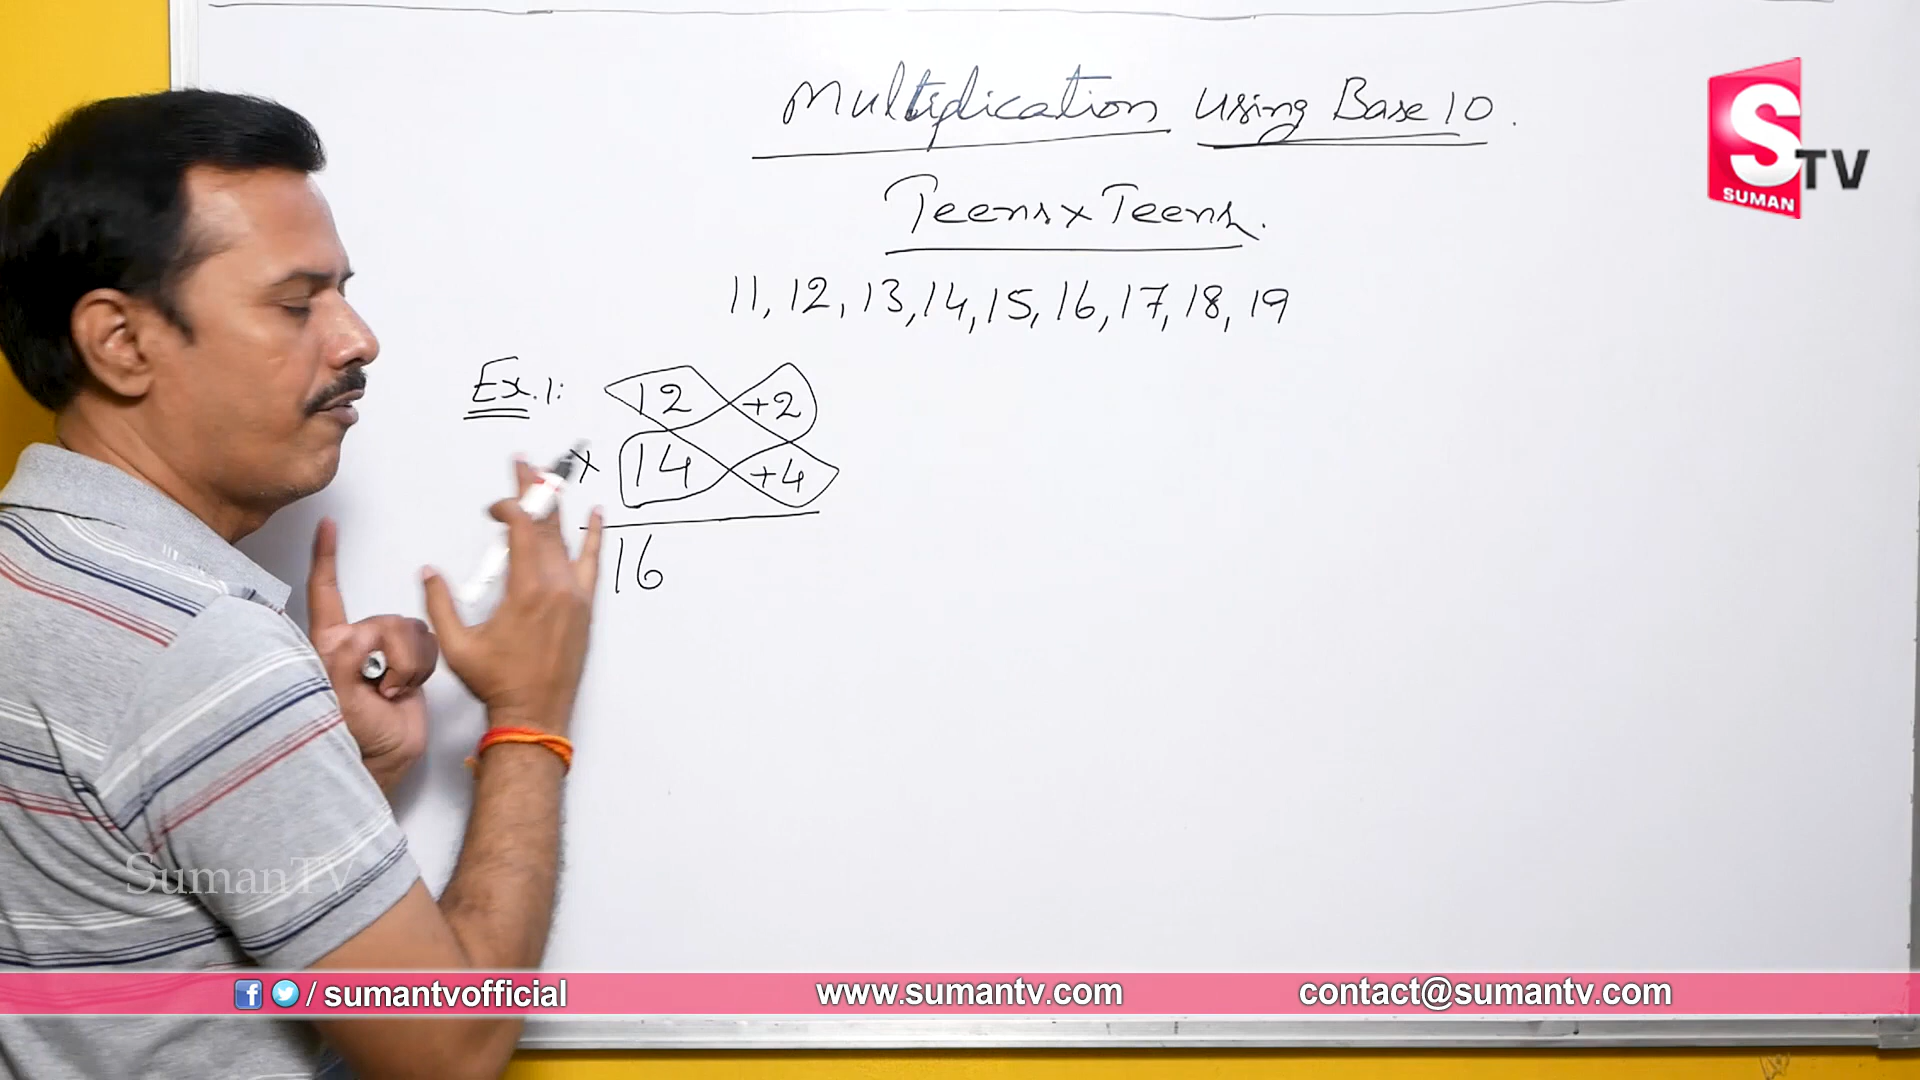 Multiplication using Base 10.
Teens x Teens.
11, 12, 13, 14, 15, 16, 17, 18, 19
Ex.1: 12 +2
x 14 +4
16
S TV
SUMAN
SumanTV
/ sumantvofficial
www.sumantv.com
contact@sumantv.com